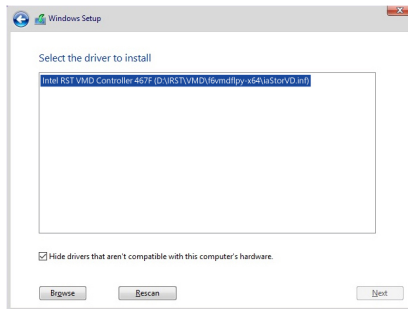 Windows Setup
Select the driver to install
Intel RST VMD Controller 467F (D:\IRST\VMD\f6vmdflpy-x64\iaStorVD.inf)
Hide drivers that aren't compatible with this computer's hardware.
Browse
Rescan
Next